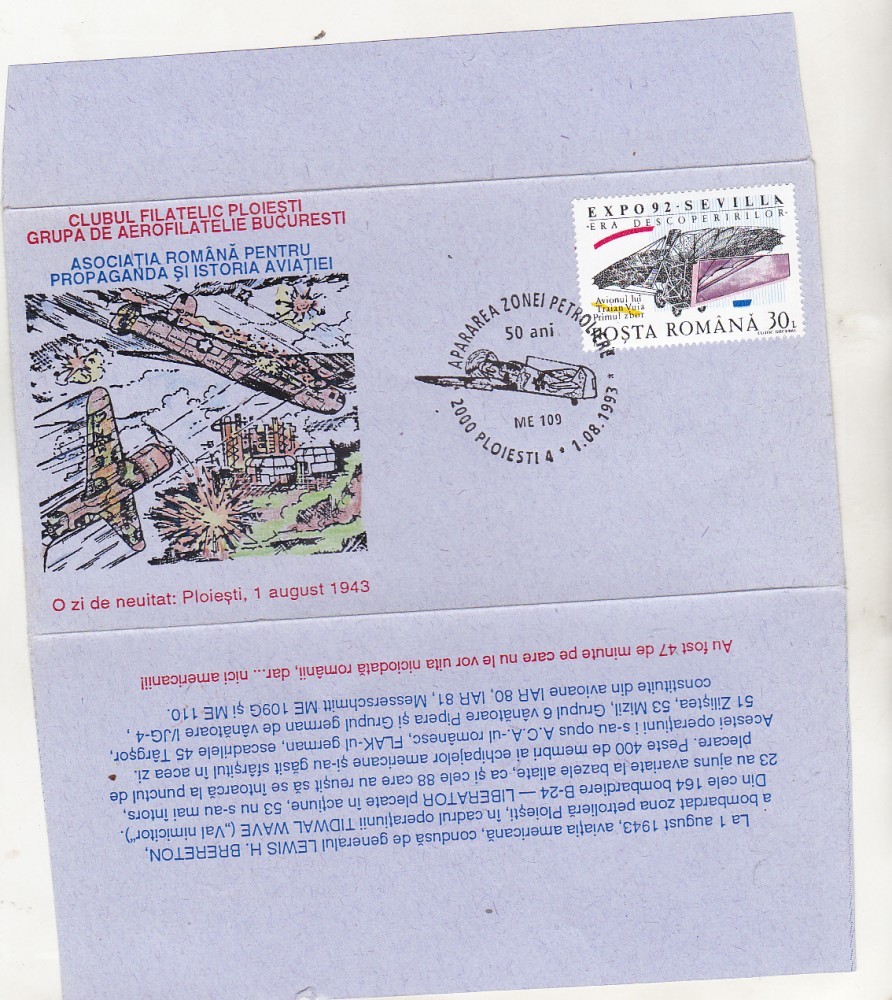 CLUBUL FILATELIC PLOIEȘTI
GRUPA DE AEROFILATELIE BUCURESTI
ASOCIAȚIA ROMÂNĂ PENTRU
PROPAGANDA ȘI ISTORIA AVIAȚIEI
O zi de neuitat: Ploiești, 1 august 1943
EXPO 92 · SEVILLA
·ERA DESCOPERIRILOR·
Avionul lui
Traian Vuia
Primul zbor
POȘTA ROMÂNĂ 30L
APARAREA ZONEI PETROLIFERE
50 ani
ME 109
2000 PLOIESTI 4 * 1.08.1993 *
La 1 august 1943, aviația americană, condusă de generalul LEWIS H. BRERETON,
a bombardat zona petrolieră Ploiești, în cadrul operațiunii TIDWAL WAVE („Val nimicitor”).
Din cele 164 bombardiere B-24 — LIBERATOR plecate în acțiune, 53 nu s-au mai întors,
23 au ajuns avariate la bazele aliate, ca și cele 88 care au reușit să se întoarcă la punctul de
plecare. Peste 400 de membri ai echipajelor americane și-au găsit sfârșitul în acea zi.
Acestei operațiuni i s-au opus A.C.A.-ul românesc, FLAK-ul german, escadrilele 45 Târgșor,
51 Ziliștea, 53 Mizil, Grupul 6 vânătoare Pipera și Grupul german de vânătoare I/JG-4,
constituite din avioane IAR 80, IAR 81, Messerschmitt ME 109G și ME 110.
Au fost 47 de minute pe care nu le vor uita niciodată românii, dar,... nici americanii!